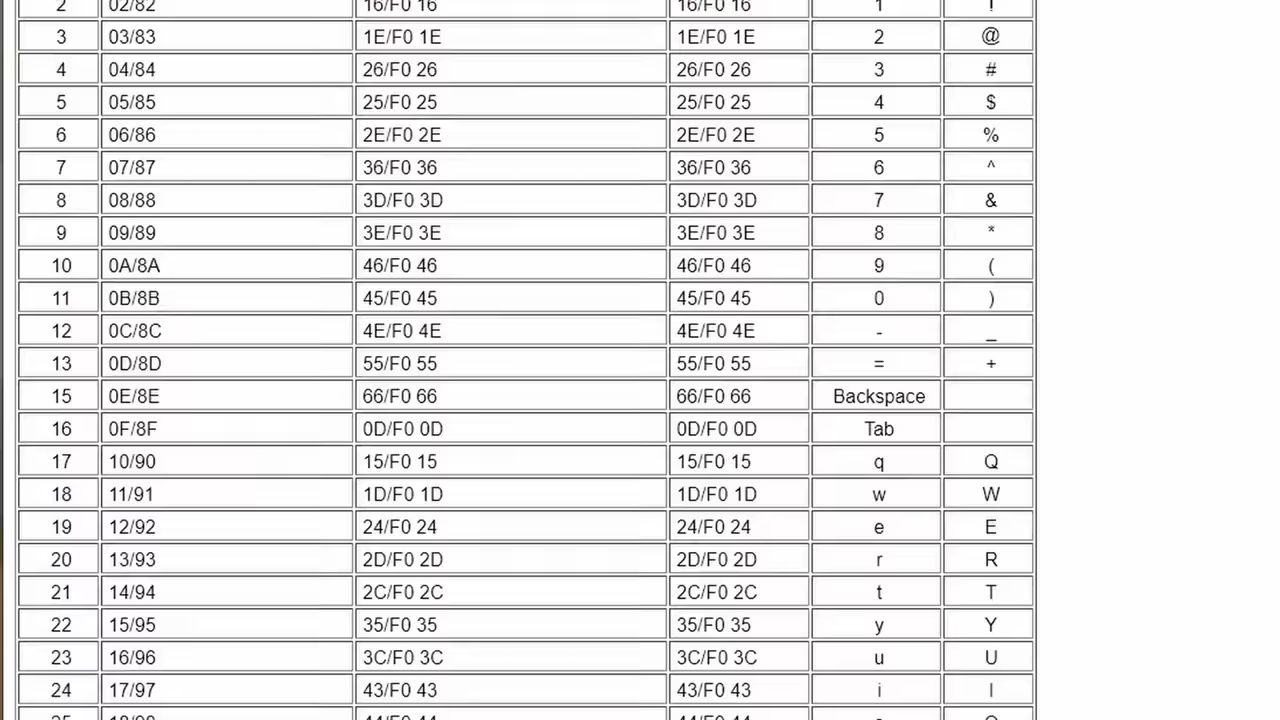 2 02/82 16/F0 16 16/F0 16 1 !
3 03/83 1E/F0 1E 1E/F0 1E 2 @
4 04/84 26/F0 26 26/F0 26 3 #
5 05/85 25/F0 25 25/F0 25 4 $
6 06/86 2E/F0 2E 2E/F0 2E 5 %
7 07/87 36/F0 36 36/F0 36 6 ^
8 08/88 3D/F0 3D 3D/F0 3D 7 &
9 09/89 3E/F0 3E 3E/F0 3E 8 *
10 0A/8A 46/F0 46 46/F0 46 9 (
11 0B/8B 45/F0 45 45/F0 45 0 )
12 0C/8C 4E/F0 4E 4E/F0 4E - _
13 0D/8D 55/F0 55 55/F0 55 = +
15 0E/8E 66/F0 66 66/F0 66 Backspace
16 0F/8F 0D/F0 0D 0D/F0 0D Tab
17 10/90 15/F0 15 15/F0 15 q Q
18 11/91 1D/F0 1D 1D/F0 1D w W
19 12/92 24/F0 24 24/F0 24 e E
20 13/93 2D/F0 2D 2D/F0 2D r R
21 14/94 2C/F0 2C 2C/F0 2C t T
22 15/95 35/F0 35 35/F0 35 y Y
23 16/96 3C/F0 3C 3C/F0 3C u U
24 17/97 43/F0 43 43/F0 43 i I